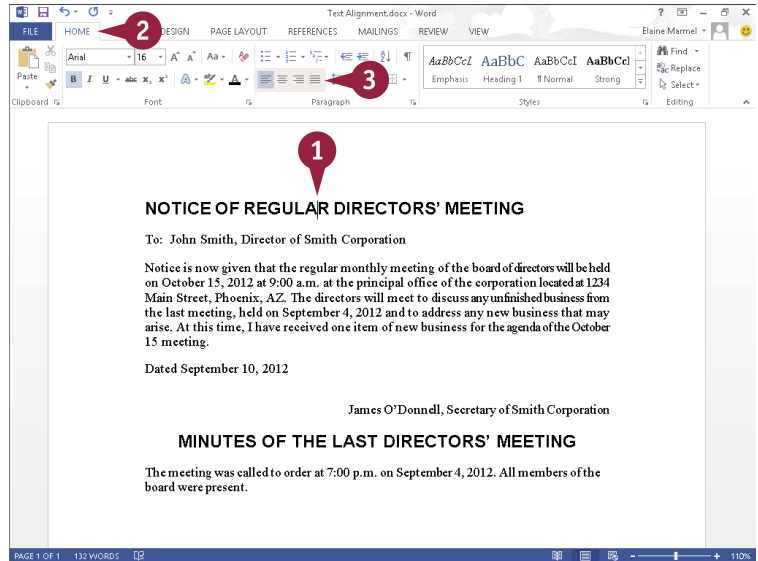 Text Alignment.docx - Word
FILE HOME DESIGN PAGE LAYOUT REFERENCES MAILINGS REVIEW VIEW Elaine Marmel
2
Arial 16 Aa
Paste
B I U abc X₂ X² A A
3
AaBbCcI AaBbC AaBbCcI AaBbCcl
Emphasis Heading 1 ¶ Normal Strong
Find
Replace
Select
Clipboard Font Paragraph Styles Editing
1
NOTICE OF REGULAR DIRECTORS' MEETING
To: John Smith, Director of Smith Corporation
Notice is now given that the regular monthly meeting of the board of directors will be held
on October 15, 2012 at 9:00 a.m. at the principal office of the corporation located at 1234
Main Street, Phoenix, AZ. The directors will meet to discuss any unfinished business from
the last meeting, held on September 4, 2012 and to address any new business that may
arise. At this time, I have received one item of new business for the agenda of the October
15 meeting.
Dated September 10, 2012
James O'Donnell, Secretary of Smith Corporation
MINUTES OF THE LAST DIRECTORS' MEETING
The meeting was called to order at 7:00 p.m. on September 4, 2012. All members of the
board were present.
PAGE 1 OF 1 132 WORDS 110%